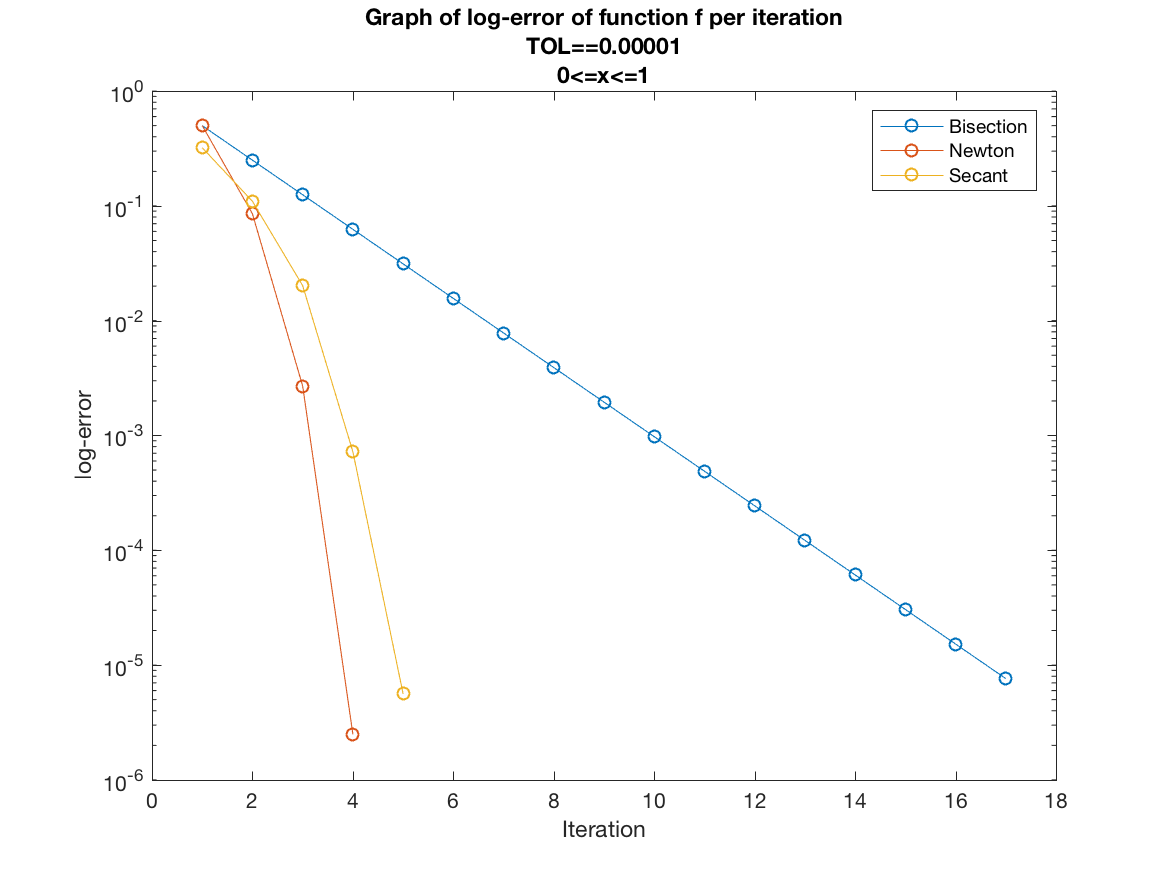 Graph of log-error of function f per iteration
TOL==0.00001
0<=x<=1
10^0
10^-1
10^-2
10^-3
10^-4
10^-5
10^-6
log-error
Bisection
Newton
Secant
0 2 4 6 8 10 12 14 16 18
Iteration